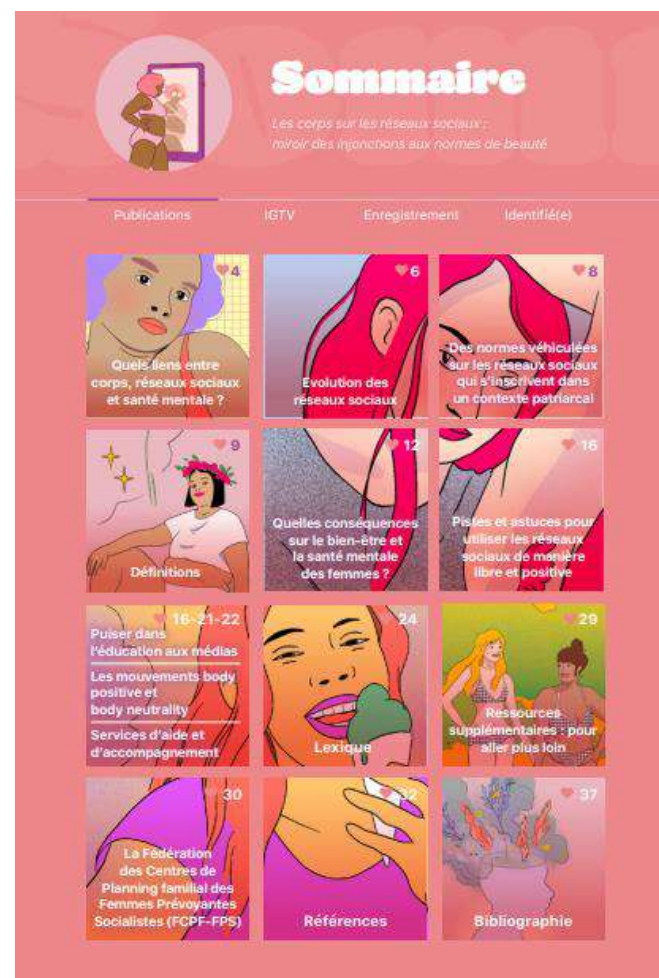 Sommaire
Les corps sur les réseaux sociaux :
miroir des injonctions aux normes de beauté
Publications
IGTV
Enregistrement
Identifié(e)
4
Quels liens entre
corps, réseaux sociaux
et santé mentale ?
6
Evolution des
réseaux sociaux
8
Des normes véhiculées
sur les réseaux sociaux
qui s'inscrivent dans
un contexte patriarcal
9
Définitions
12
Quelles conséquences
sur le bien-être et
la santé mentale
des femmes ?
16
Pistes et astuces pour
utiliser les réseaux
sociaux de manière
libre et positive
16-21-22
Puiser dans
l'éducation aux médias
Les mouvements body
positive et
body neutrality
Services d'aide et
d'accompagnement
24
Lexique
29
Ressources
supplémentaires : pour
aller plus loin
30
La Fédération
des Centres de
Planning familial des
Femmes Prévoyantes
Socialistes (FCPF-FPS)
32
Références
37
Bibliographie